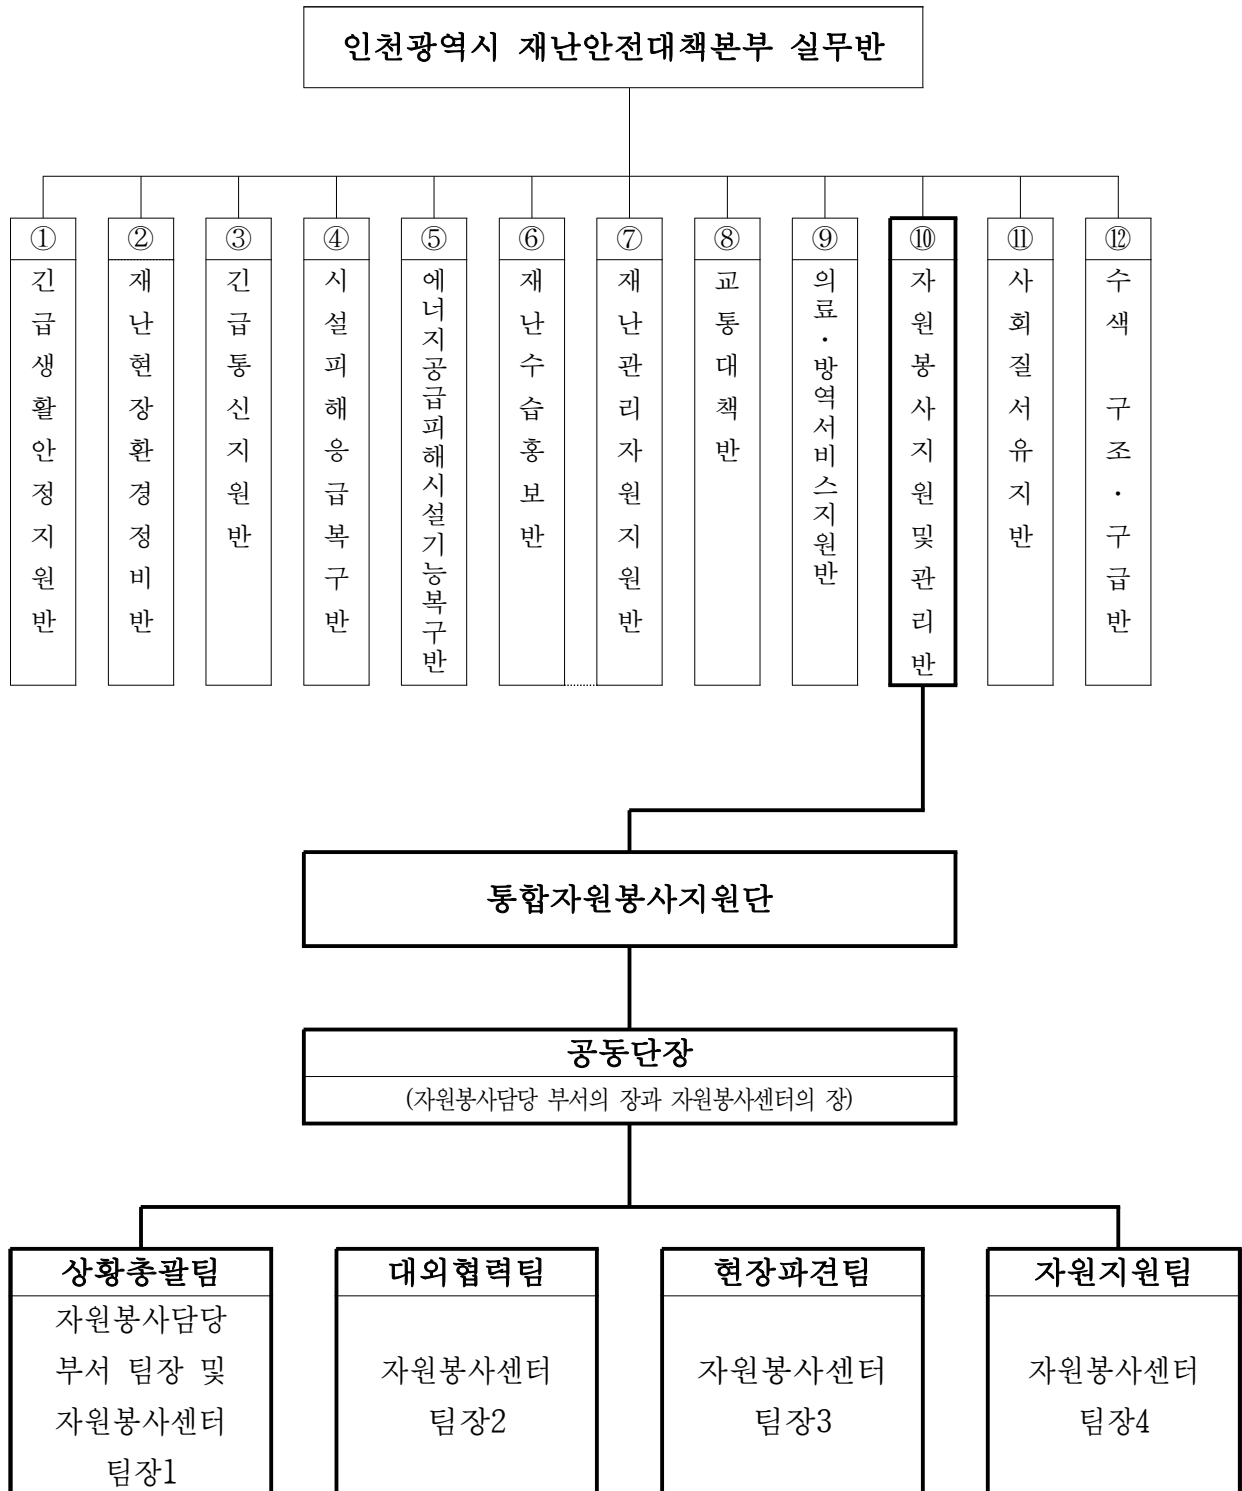 인천광역시 재난안전대책본부 실무반
①
긴급생활안정지원반
②
재난현장환경정비반
③
긴급통신지원반
④
시설피해응급복구반
⑤
에너지공급피해시설기능복구반
⑥
재난수습홍보반
⑦
재난관리자원지원반
⑧
교통대책반
⑨
의료·방역서비스지원반
⑩
자원봉사지원및관리반
⑪
사회질서유지반
⑫
수색 구조·구급반
통합자원봉사지원단
공동단장
(자원봉사담당 부서의 장과 자원봉사센터의 장)
상황총괄팀
자원봉사담당
부서 팀장 및
자원봉사센터
팀장1
대외협력팀
자원봉사센터
팀장2
현장파견팀
자원봉사센터
팀장3
자원지원팀
자원봉사센터
팀장4